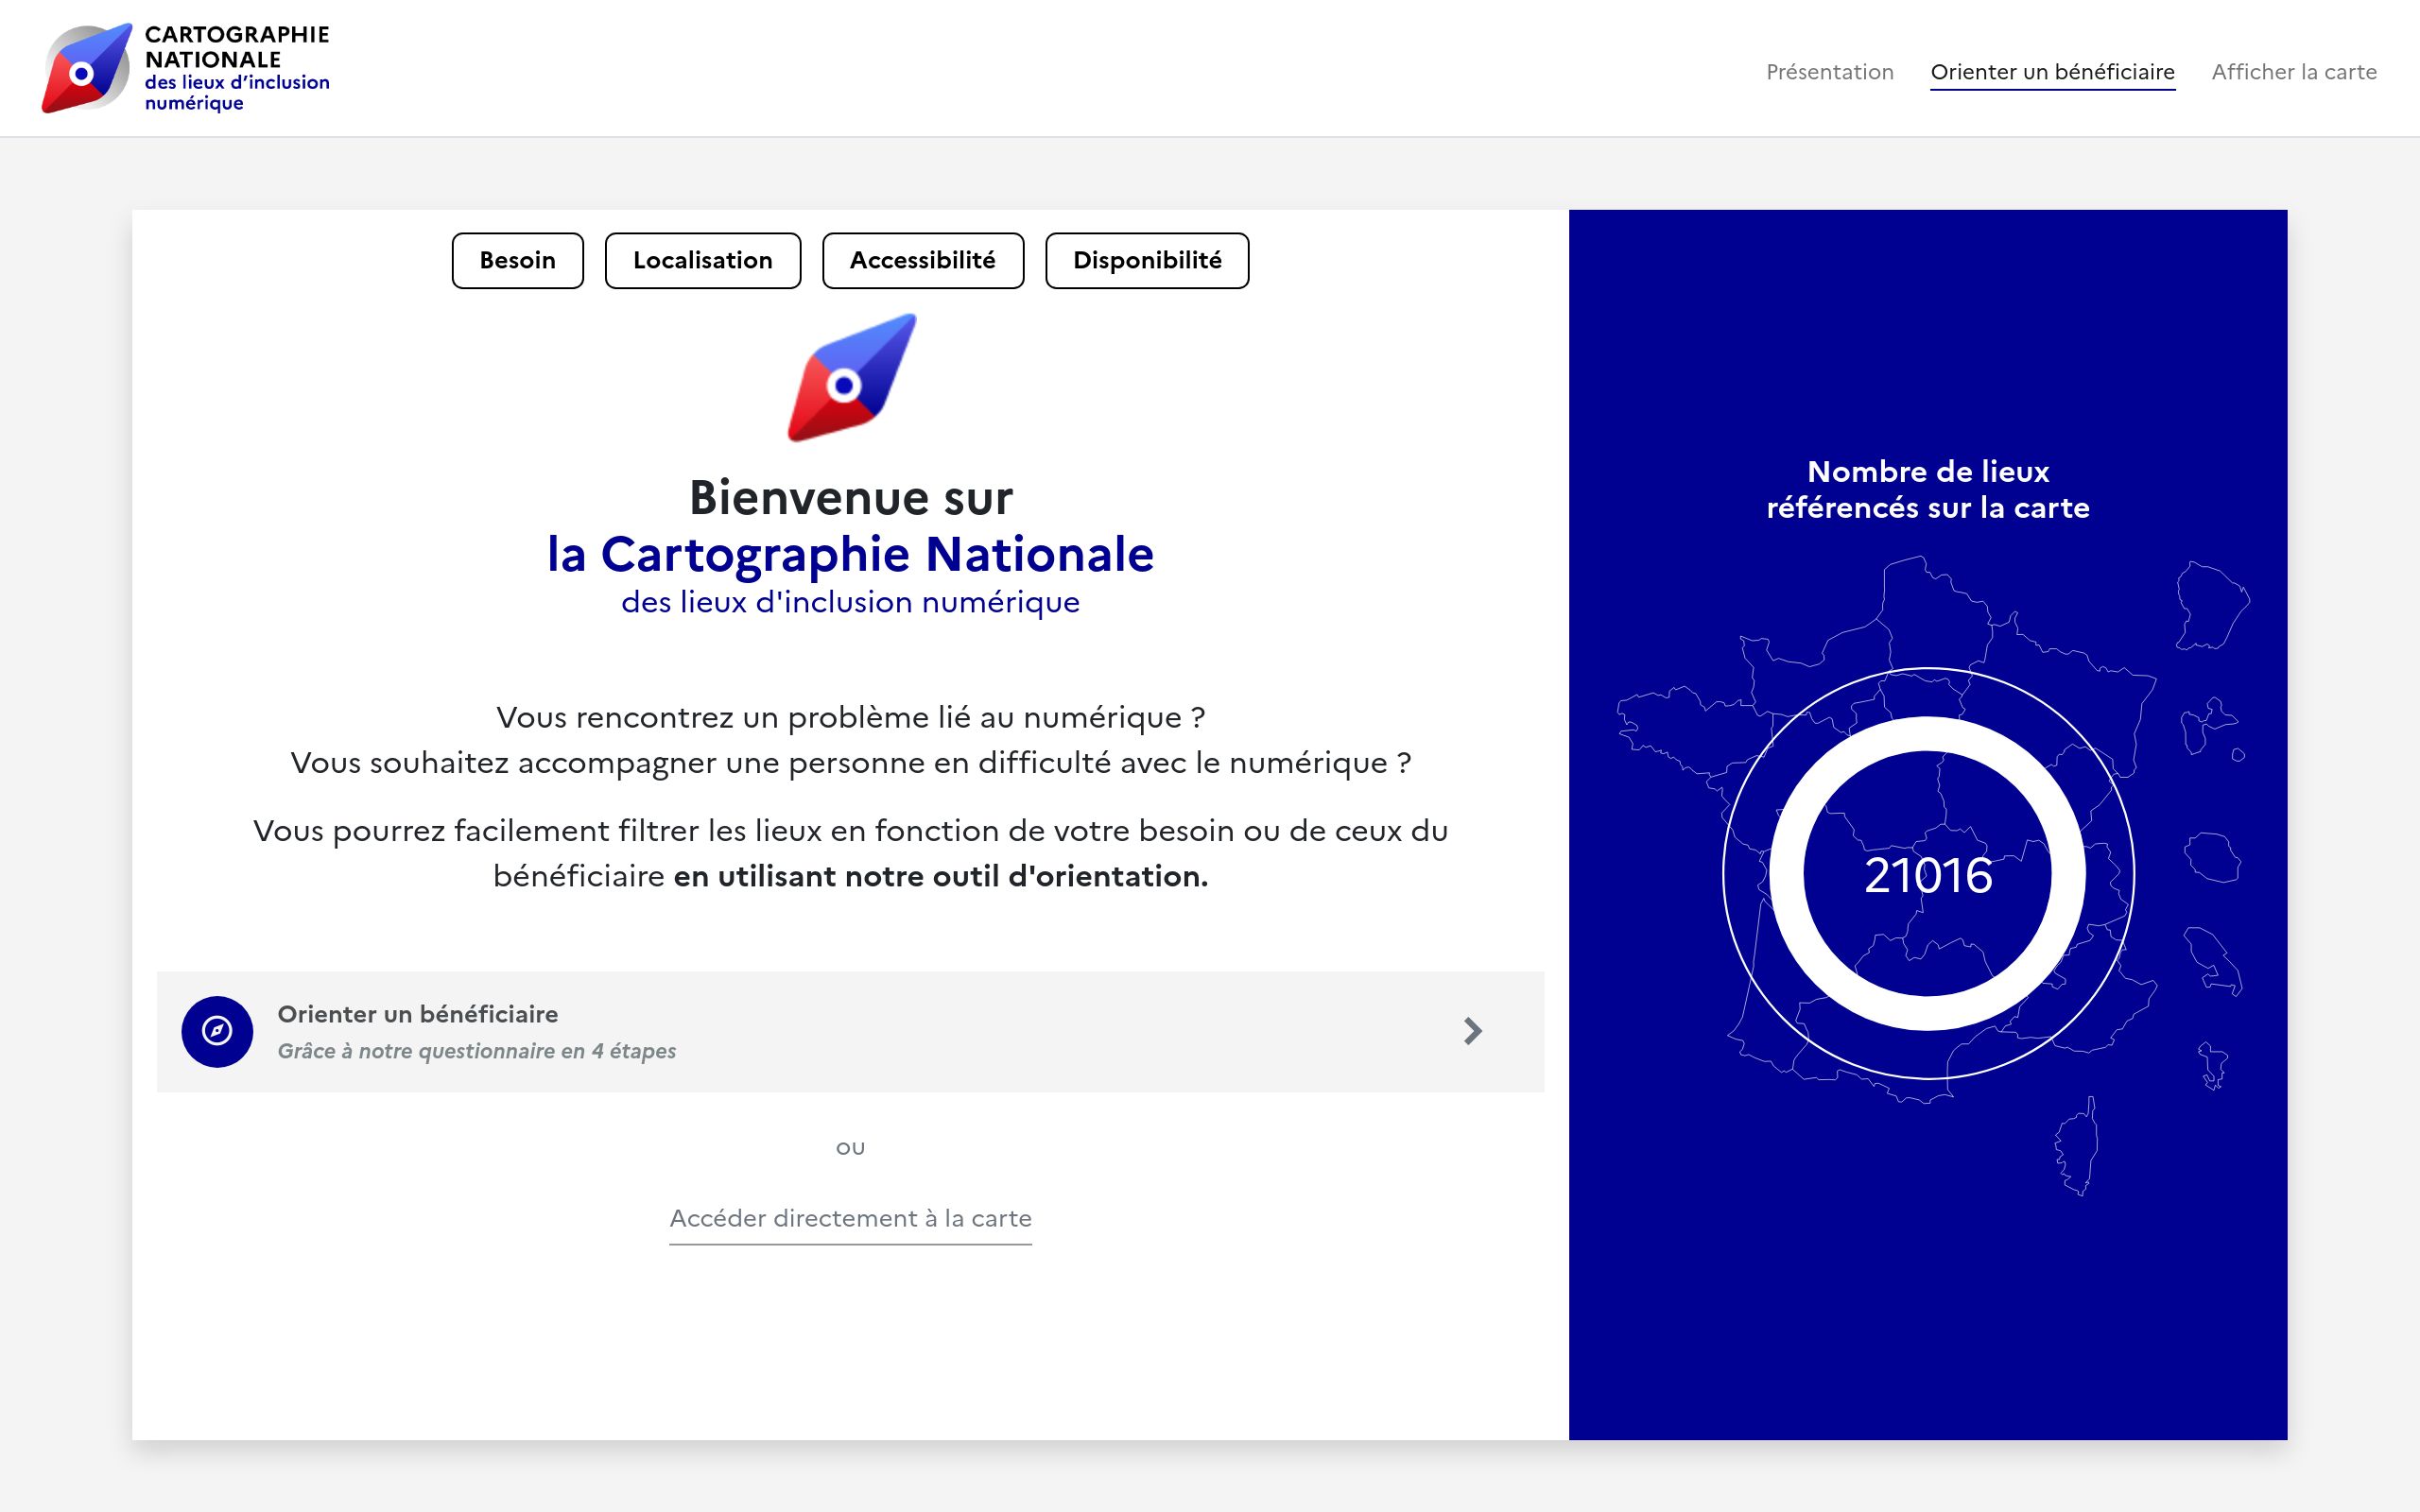 CARTOGRAPHIE
NATIONALE
des lieux d’inclusion
numérique
Présentation
Orienter un bénéficiaire
Afficher la carte
Besoin
Localisation
Accessibilité
Disponibilité
Bienvenue sur
la Cartographie Nationale
des lieux d'inclusion numérique
Vous rencontrez un problème lié au numérique ?
Vous souhaitez accompagner une personne en difficulté avec le numérique ?
Vous pourrez facilement filtrer les lieux en fonction de votre besoin ou de ceux du
bénéficiaire en utilisant notre outil d'orientation.
Orienter un bénéficiaire
Grâce à notre questionnaire en 4 étapes
ou
Accéder directement à la carte
Nombre de lieux
référencés sur la carte
21016